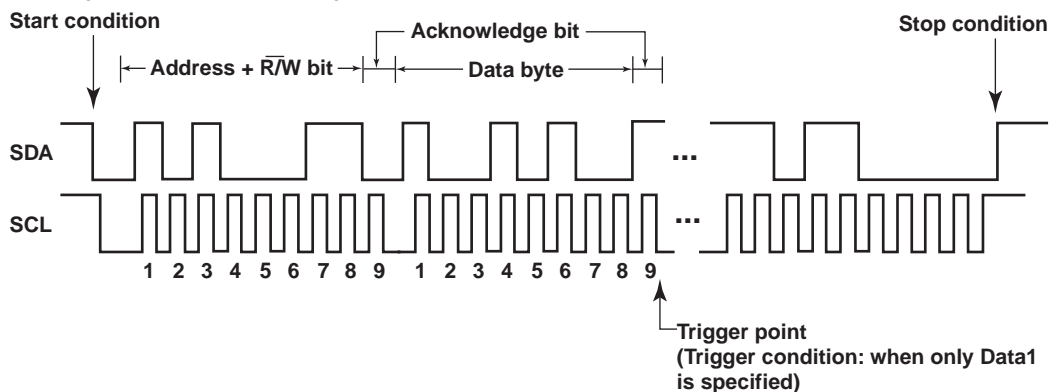 Start condition
Acknowledge bit
Stop condition
Address + R/W bit
Data byte
SDA
...
...
SCL
...
...
1 2 3 4 5 6 7 8 9 1 2 3 4 5 6 7 8 9
Trigger point
(Trigger condition: when only Data1
is specified)